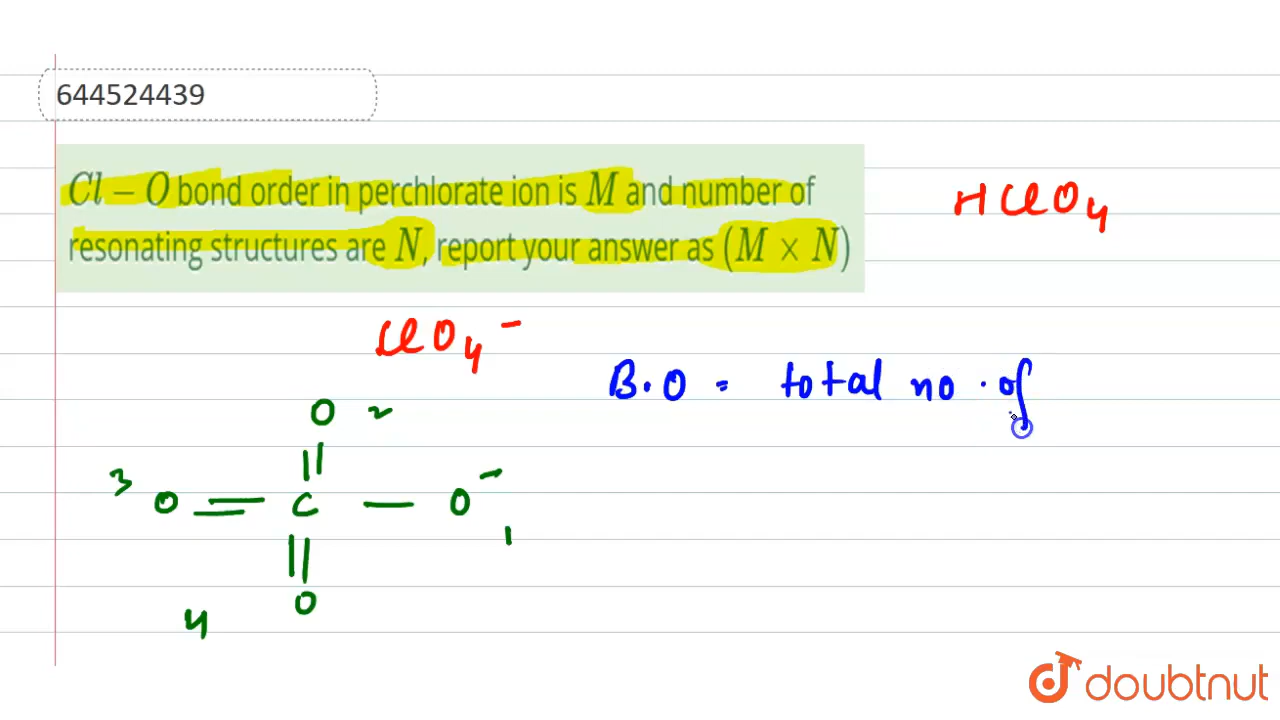 644524439
Cl – O bond order in perchlorate ion is M and number of
resonating structures are N, report your answer as (M × N)
HClO4
ClO4 –
B.O = total no . of
O 2
3 O = C – O –
1
O
4
doubtnut